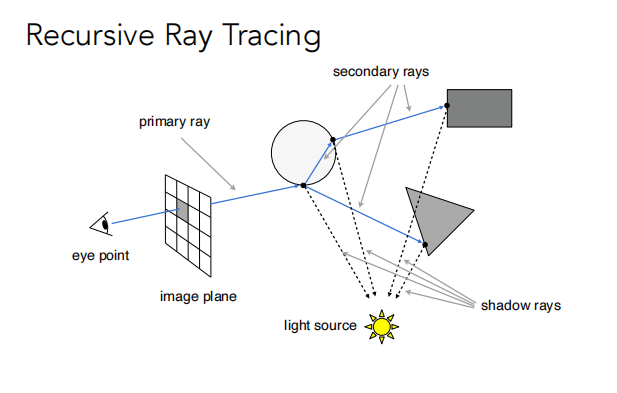 Recursive Ray Tracing
secondary rays
primary ray
eye point
image plane
shadow rays
light source